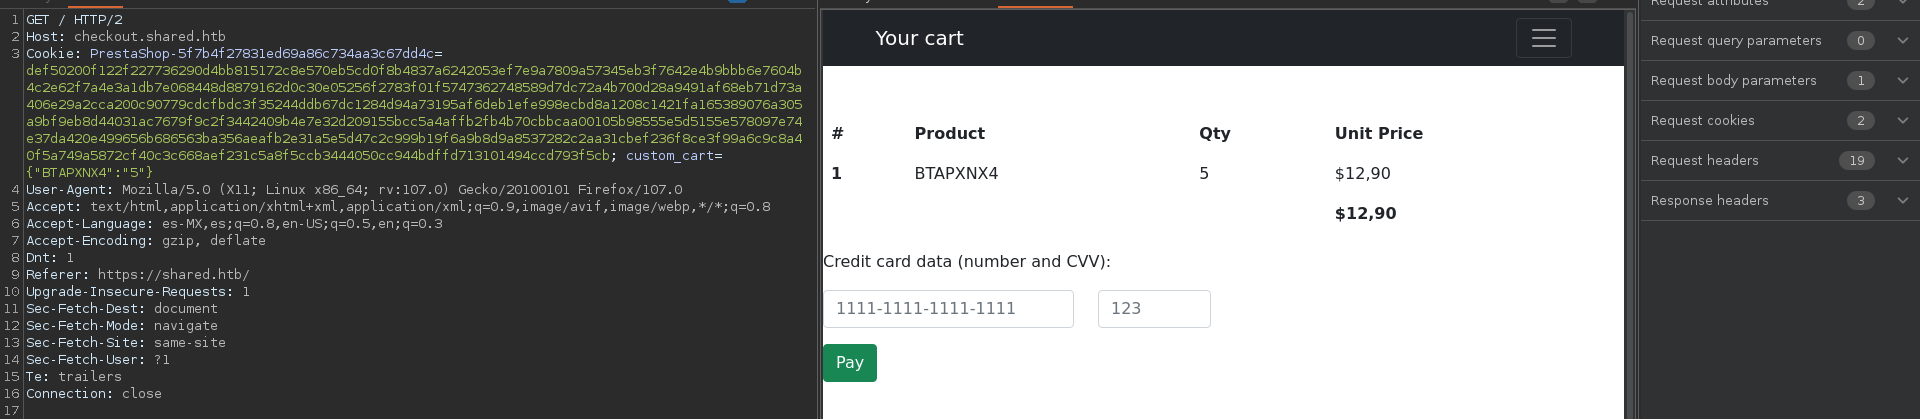 1 GET / HTTP/2
2 Host: checkout.shared.htb
3 Cookie: PrestaShop-5f7b4f27831ed69a86c734aa3c67dd4c=
def50200f122f227736290d4bb815172c8e570eb5cd0f8b4837a6242053ef7e9a7809a57345eb3f7642e4b9bbb6e7604b
4c2e62f7a4e3a1db7e068448d8879162d0c30e05256f2783f01f5747362748589d7dc72a4b700d28a9491af68eb71d73a
406e29a2cca200c90779cdcfbdc3f35244ddb67dc1284d94a73195af6deb1efe998ecbd8a1208c1421fa165389076a305
a9bf9eb8d44031ac7679f9c2f3442409b4e7e32d209155bcc5a4affb2fb4b70cbbcaa00105b98555e5d5155e578097e74
e37da420e499656b686563ba356aeafb2e31a5e5d47c2c999b19f6a9b8d9a8537282c2aa31cbef236f8ce3f99a6c9c8a4
0f5a749a5872cf40c3c668aef231c5a8f5ccb3444050cc944bdffd713101494ccd793f5cb; custom_cart=
{"BTAPXNX4":"5"}
4 User-Agent: Mozilla/5.0 (X11; Linux x86_64; rv:107.0) Gecko/20100101 Firefox/107.0
5 Accept: text/html,application/xhtml+xml,application/xml;q=0.9,image/avif,image/webp,*/*;q=0.8
6 Accept-Language: es-MX,es;q=0.8,en-US;q=0.5,en;q=0.3
7 Accept-Encoding: gzip, deflate
8 Dnt: 1
9 Referer: https://shared.htb/
10 Upgrade-Insecure-Requests: 1
11 Sec-Fetch-Dest: document
12 Sec-Fetch-Mode: navigate
13 Sec-Fetch-Site: same-site
14 Sec-Fetch-User: ?1
15 Te: trailers
16 Connection: close
17
Your cart
# Product Qty Unit Price
1 BTAPXNX4 5 $12,90
$12,90
Credit card data (number and CVV):
1111-1111-1111-1111 123
Pay
Request attributes 2
Request query parameters 0
Request body parameters 1
Request cookies 2
Request headers 19
Response headers 3